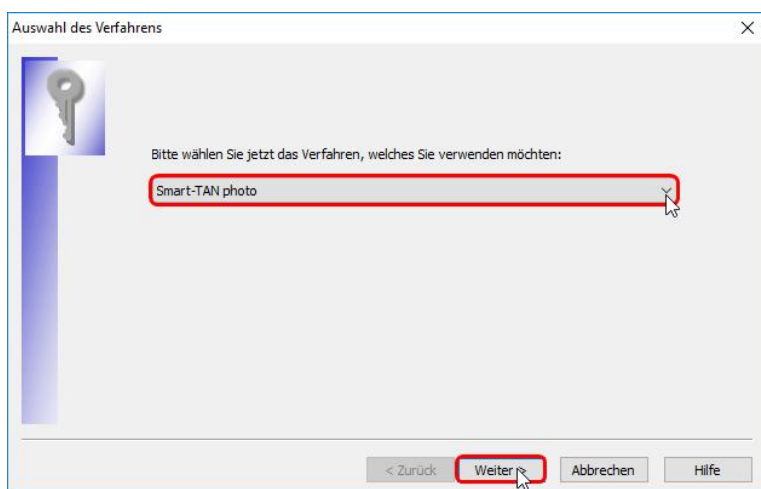 Auswahl des Verfahrens
Bitte wählen Sie jetzt das Verfahren, welches Sie verwenden möchten:
Smart-TAN photo
< Zurück Weiter > Abbrechen Hilfe